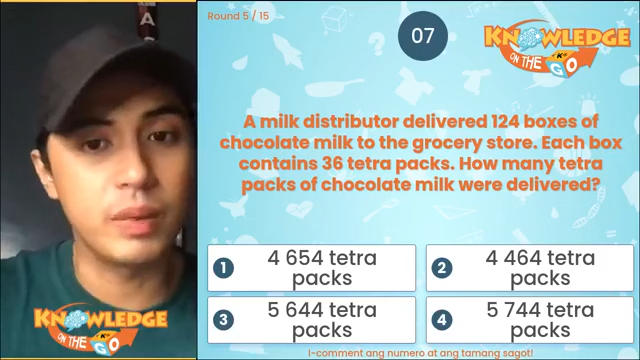 Round 5 / 15
07
KNOWLEDGE
ON THE GO
A milk distributor delivered 124 boxes of
chocolate milk to the grocery store. Each box
contains 36 tetra packs. How many tetra
packs of chocolate milk were delivered?
1 4 654 tetra
packs
2 4 464 tetra
packs
3 5 644 tetra
packs
4 5 744 tetra
packs
I-comment ang numero at ang tamang sagot!
KNOWLEDGE
ON THE GO